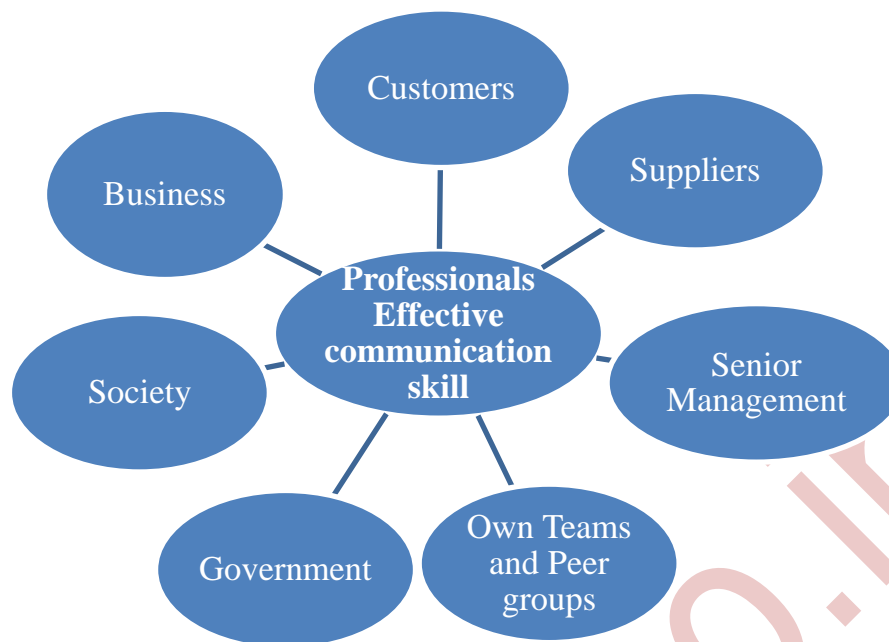 Customers
Suppliers
Business
Professionals
Effective
communication
skill
Senior
Management
Society
Own Teams
and Peer
groups
Government